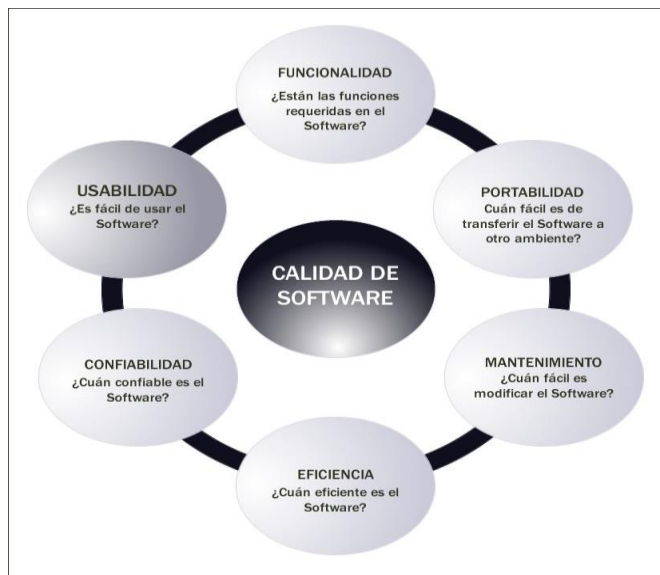 FUNCIONALIDAD
¿Están las funciones
requeridas en el
Software?
USABILIDAD
¿Es fácil de usar el
Software?
PORTABILIDAD
Cuán fácil es de
transferir el Software a
otro ambiente?
CALIDAD DE
SOFTWARE
CONFIABILIDAD
¿Cuán confiable es el
Software?
MANTENIMIENTO
¿Cuán fácil es
modificar el Software?
EFICIENCIA
¿Cuán eficiente es el
Software?